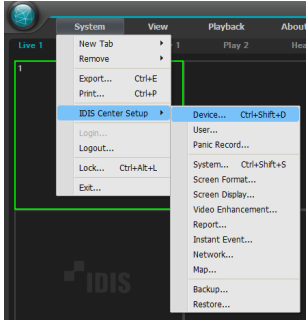 System View Playback About
Live 1 1 Play 2 Hea
1
New Tab
Remove
Export... Ctrl+E
Print... Ctrl+P
IDIS Center Setup
Login...
Logout...
Lock... Ctrl+Alt+L
Exit...
Device... Ctrl+Shift+D
User...
Panic Record...
System... Ctrl+Shift+S
Screen Format...
Screen Display...
Video Enhancement...
Report...
Instant Event...
Network...
Map...
Backup...
Restore...
IDIS